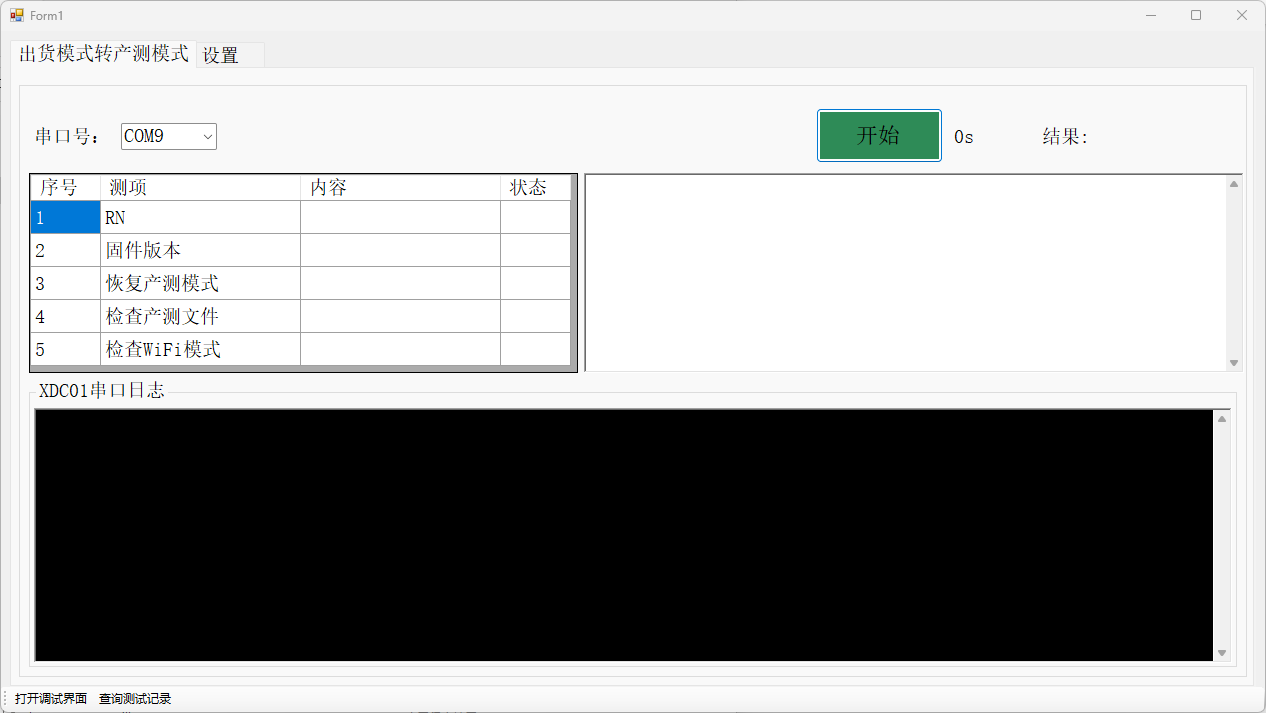 Form1
出货模式转产测模式 设置
串口号: COM9 开始 0s 结果:
序号 测项 内容 状态
1 RN
2 固件版本
3 恢复产测模式
4 检查产测文件
5 检查WiFi模式
XDC01串口日志
打开调试界面 查询测试记录